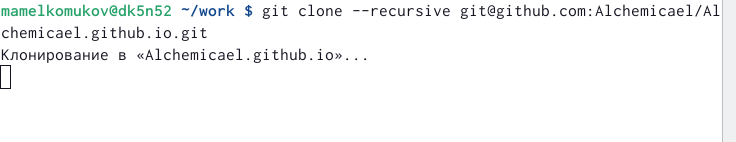 mamelkomukov@dk5n52 ~/work $ git clone --recursive git@github.com:Alchemicael/Al
chemicael.github.io.git
Клонирование в «Alchemicael.github.io»...